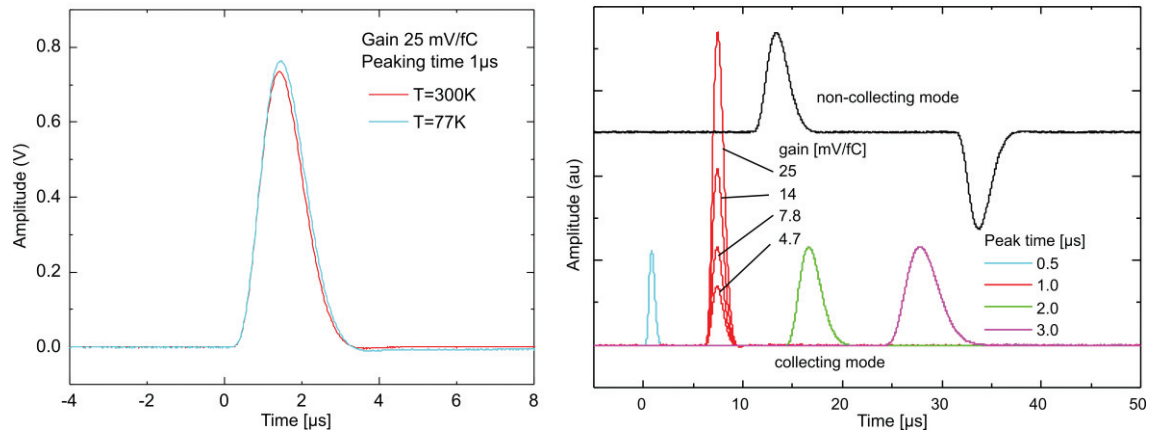 Gain 25 mV/fC
Peaking time 1µs
T=300K
T=77K
Amplitude (V)
0.8
0.6
0.4
0.2
0.0
-4
-2
0
2
4
6
8
Time [µs]
non-collecting mode
gain [mV/fC]
25
14
7.8
4.7
Amplitude (au)
Peak time [µs]
0.5
1.0
2.0
3.0
collecting mode
0
10
20
30
40
50
Time [µs]